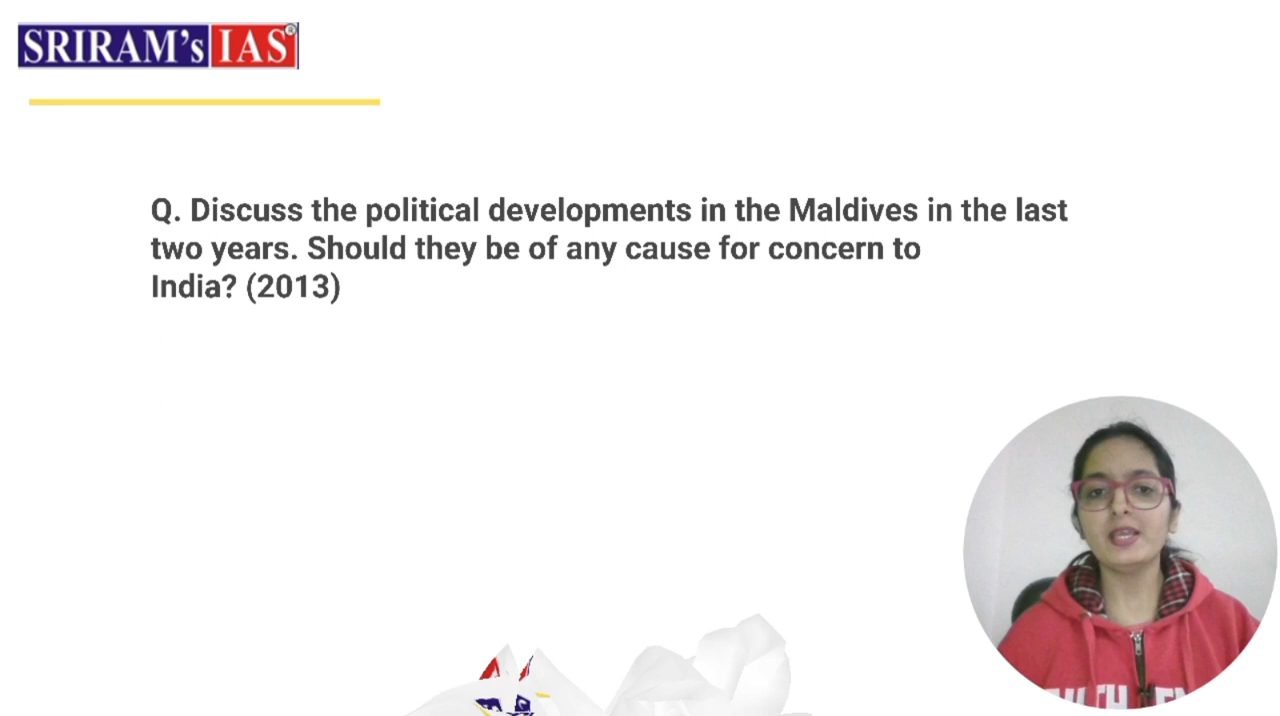 SRIRAM's IAS®
Q. Discuss the political developments in the Maldives in the last
two years. Should they be of any cause for concern to
India? (2013)